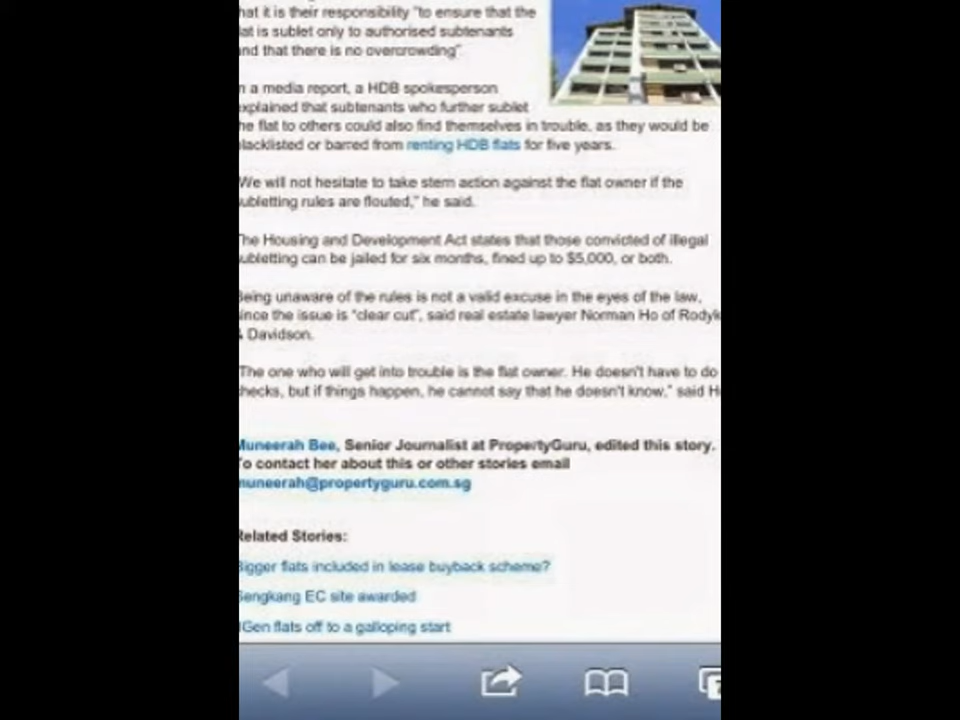 hat it is their responsibility "to ensure that the
lat is sublet only to authorised subtenants
and that there is no overcrowding"
n a media report, a HDB spokesperson
explained that subtenants who further sublet
he flat to others could also find themselves in trouble, as they would be
blacklisted or barred from renting HDB flats for five years.
"We will not hesitate to take stern action against the flat owner if the
subletting rules are flouted," he said.
The Housing and Development Act states that those convicted of illegal
subletting can be jailed for six months, fined up to $5,000, or both.
Being unaware of the rules is not a valid excuse in the eyes of the law,
since the issue is "clear cut", said real estate lawyer Norman Ho of Rodyk
& Davidson.
"The one who will get into trouble is the flat owner. He doesn't have to do
checks, but if things happen, he cannot say that he doesn't know," said H
Muneerah Bee, Senior Journalist at PropertyGuru, edited this story.
To contact her about this or other stories email
muneerah@propertyguru.com.sg
Related Stories:
Bigger flats included in lease buyback scheme?
Sengkang EC site awarded
Gen flats off to a galloping start